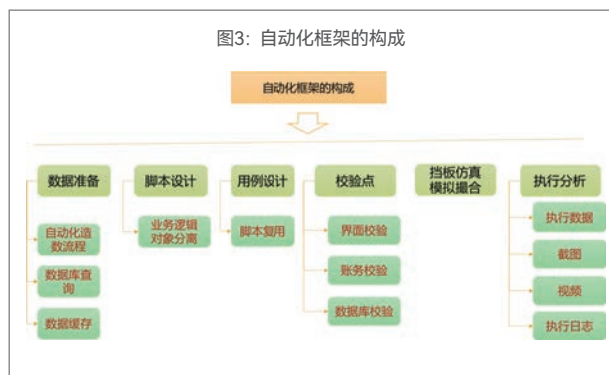 图3: 自动化框架的构成
自动化框架的构成
数据准备
脚本设计
用例设计
校验点
挡板仿真
模拟撮合
执行分析
自动化造
数流程
数据库查
询
数据缓存
业务逻辑
对象分离
脚本复用
界面校验
账务校验
数据库校验
执行数据
截图
视频
执行日志